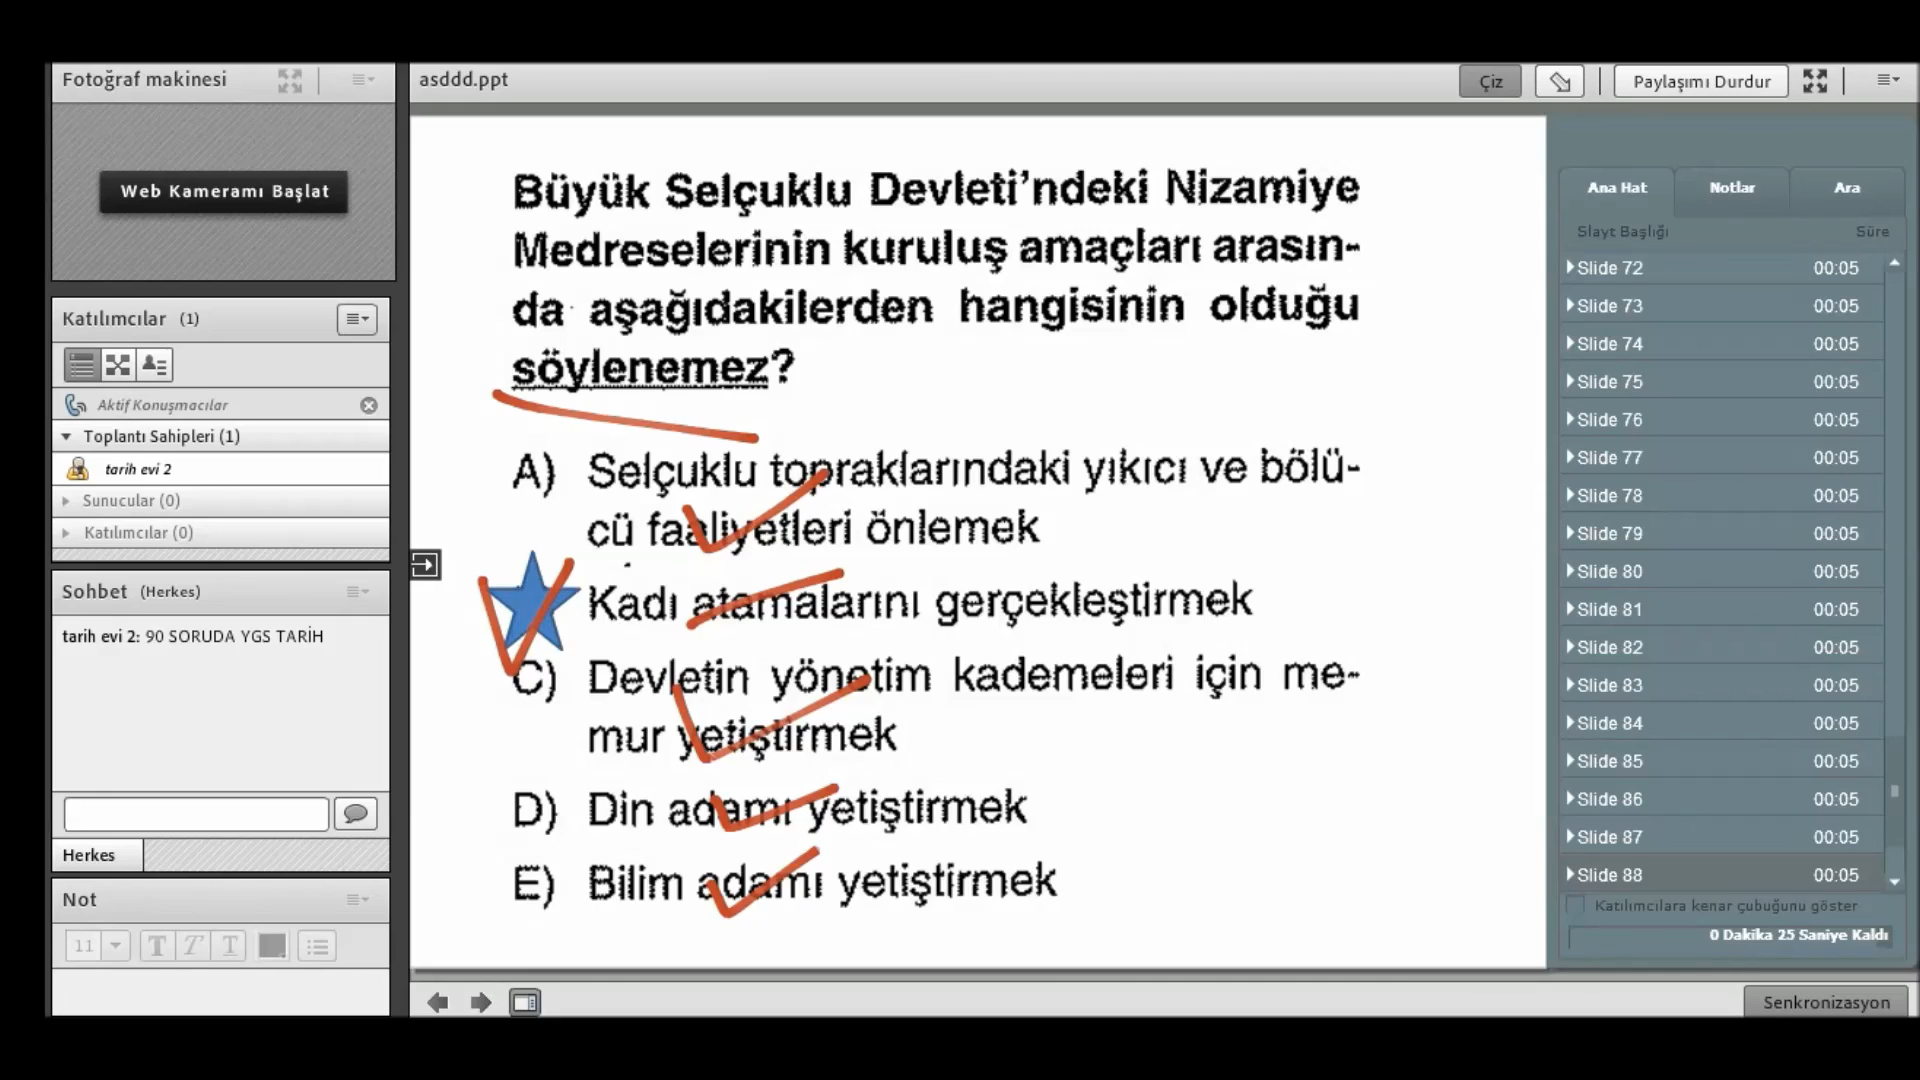 Fotoğraf makinesi
Web Kameramı Başlat
Katılımcılar (1)
Aktif Konuşmacılar
Toplantı Sahipleri (1)
tarih evi 2
Sunucular (0)
Katılımcılar (0)
Sohbet (Herkes)
tarih evi 2: 90 SORUDA YGS TARİH
Herkes
Not
11
T T T
asddd.ppt
Çiz
Paylaşımı Durdur
Büyük Selçuklu Devleti'ndeki Nizamiye
Medreselerinin kuruluş amaçları arasın-
da aşağıdakilerden hangisinin olduğu
söylenemez?
A) Selçuklu topraklarındaki yıkıcı ve bölü-
cü faaliyetleri önlemek
Kadı atamalarını gerçekleştirmek
C) Devletin yönetim kademeleri için me-
mur yetiştirmek
D) Din adamı yetiştirmek
E) Bilim adamı yetiştirmek
Ana Hat Notlar Ara
Slayt Başlığı Süre
Slide 72 00:05
Slide 73 00:05
Slide 74 00:05
Slide 75 00:05
Slide 76 00:05
Slide 77 00:05
Slide 78 00:05
Slide 79 00:05
Slide 80 00:05
Slide 81 00:05
Slide 82 00:05
Slide 83 00:05
Slide 84 00:05
Slide 85 00:05
Slide 86 00:05
Slide 87 00:05
Slide 88 00:05
Katılımcılara kenar çubuğunu göster
0 Dakika 25 Saniye Kaldı
Senkronizasyon